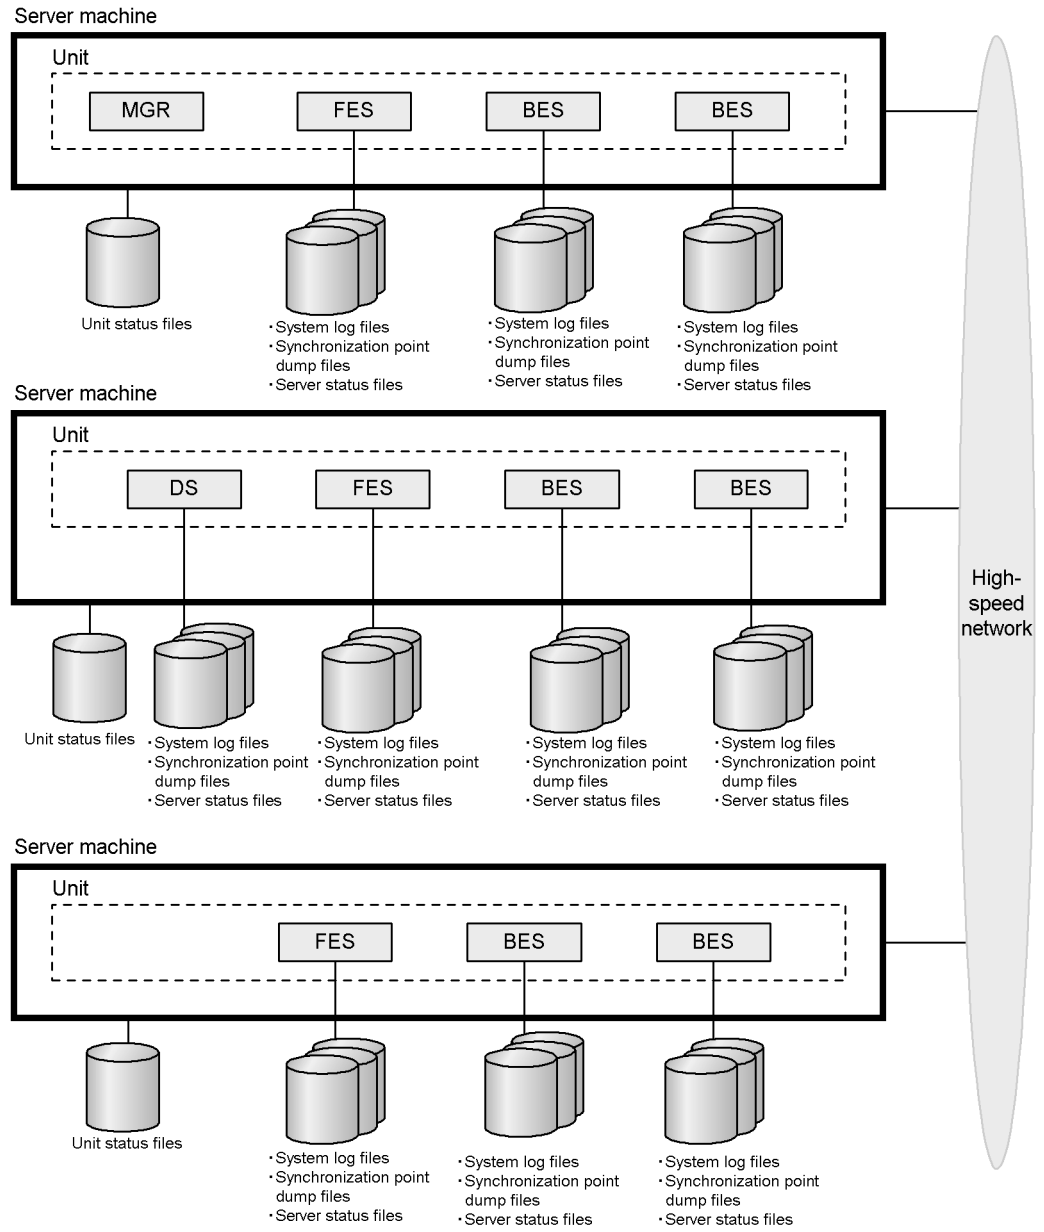 Server machine
Unit
MGR
FES
BES
BES
Unit status files
・System log files
・Synchronization point
dump files
・Server status files
・System log files
・Synchronization point
dump files
・Server status files
・System log files
・Synchronization point
dump files
・Server status files
Server machine
Unit
DS
FES
BES
BES
High-
speed
network
Unit status files
・System log files
・Synchronization point
dump files
・Server status files
・System log files
・Synchronization point
dump files
・Server status files
・System log files
・Synchronization point
dump files
・Server status files
・System log files
・Synchronization point
dump files
・Server status files
Server machine
Unit
FES
BES
BES
Unit status files
・System log files
・Synchronization point
dump files
・Server status files
・System log files
・Synchronization point
dump files
・Server status files
・System log files
・Synchronization point
dump files
・Server status files